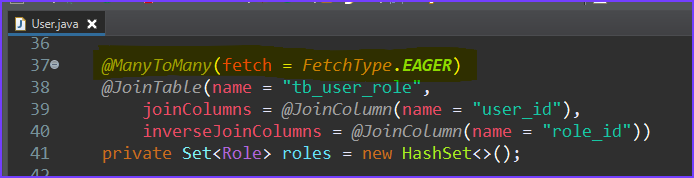 User.java
36
37 @ManyToMany(fetch = FetchType.EAGER)
38 @JoinTable(name = "tb_user_role",
39 joinColumns = @JoinColumn(name = "user_id"),
40 inverseJoinColumns = @JoinColumn(name = "role_id"))
41 private Set<Role> roles = new HashSet<>();